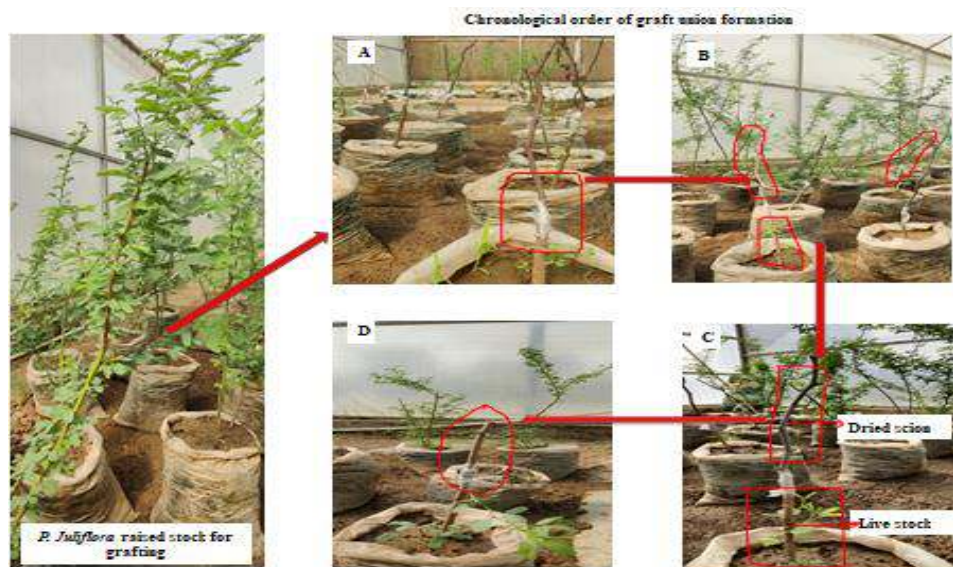 Chronological order of graft union formation
A
B
P. Juliflora raised stock for
grafting
D
C
Dried scion
Live stock